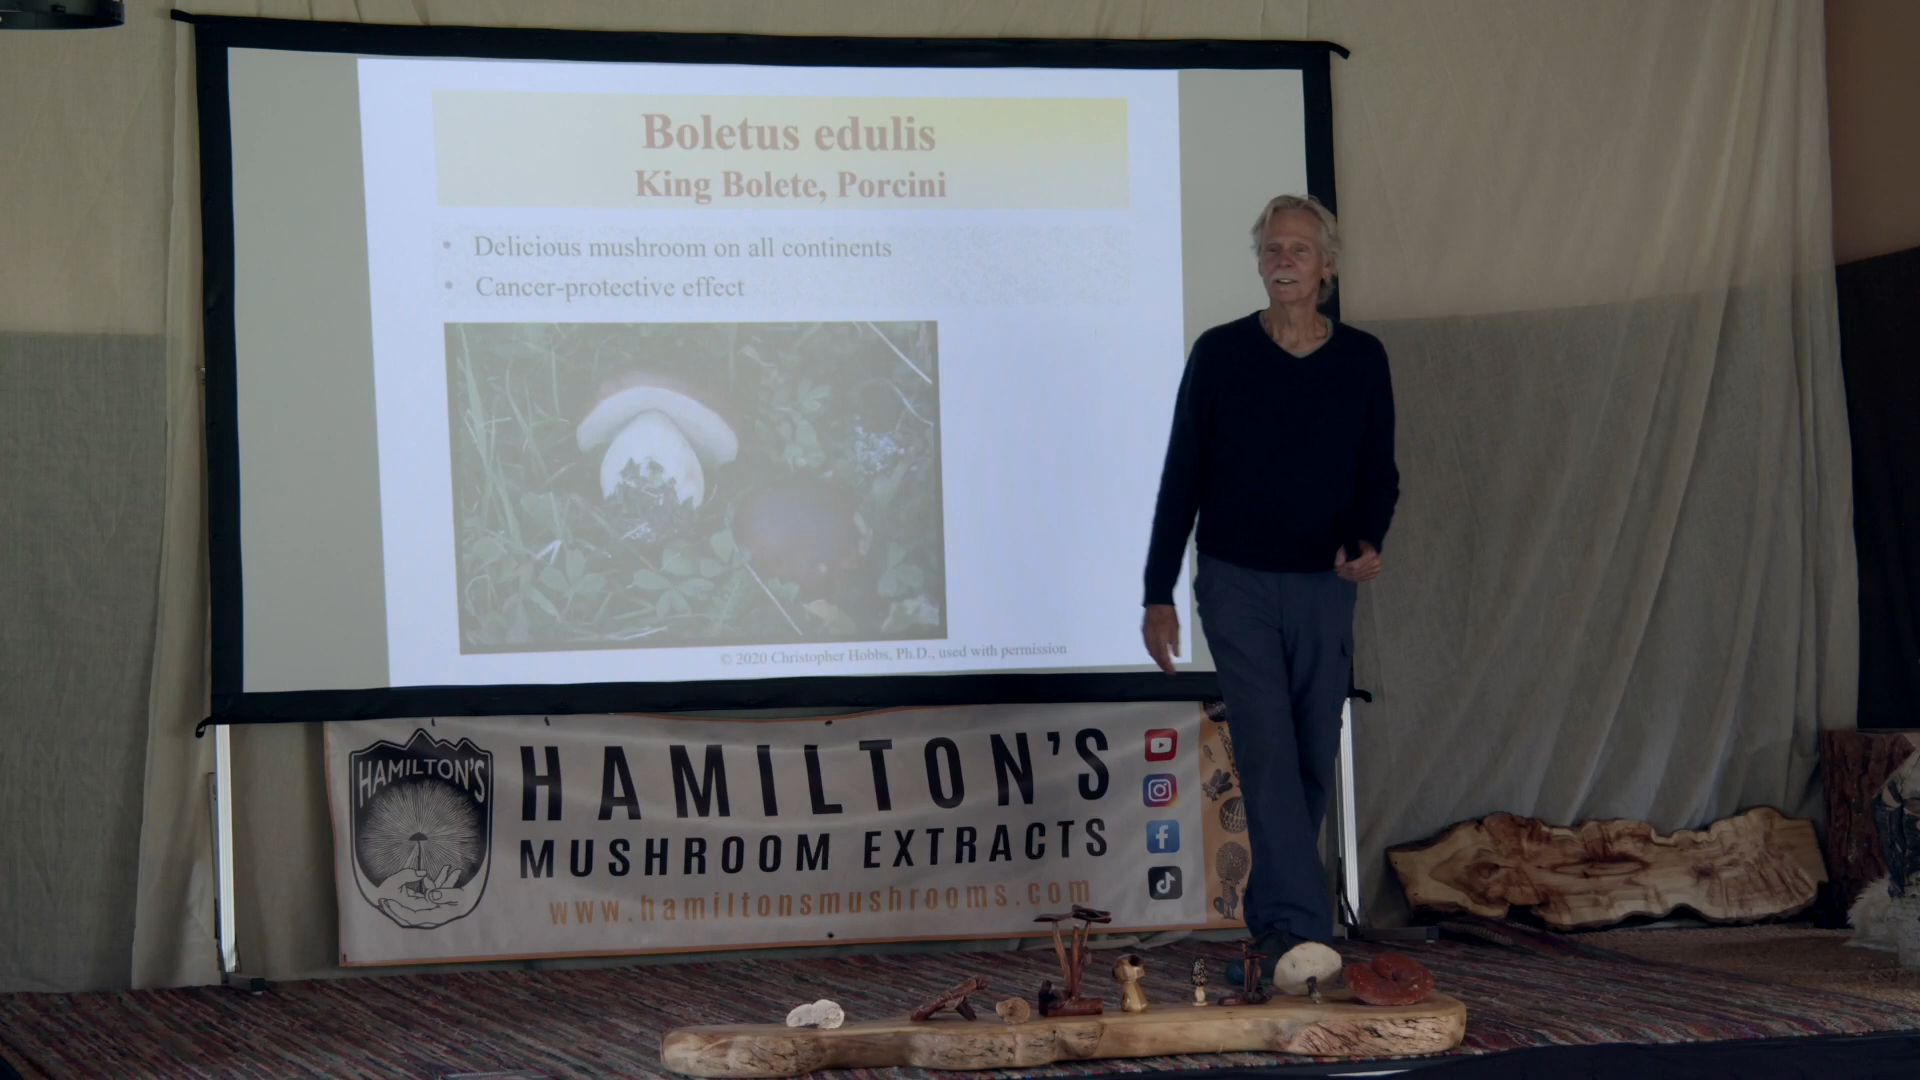 Boletus edulis
King Bolete, Porcini
• Delicious mushroom on all continents
• Cancer-protective effect
© 2020 Christopher Hobbs, Ph.D., used with permission
HAMILTON'S
HAMILTON'S
MUSHROOM EXTRACTS
www.hamiltonsmushrooms.com